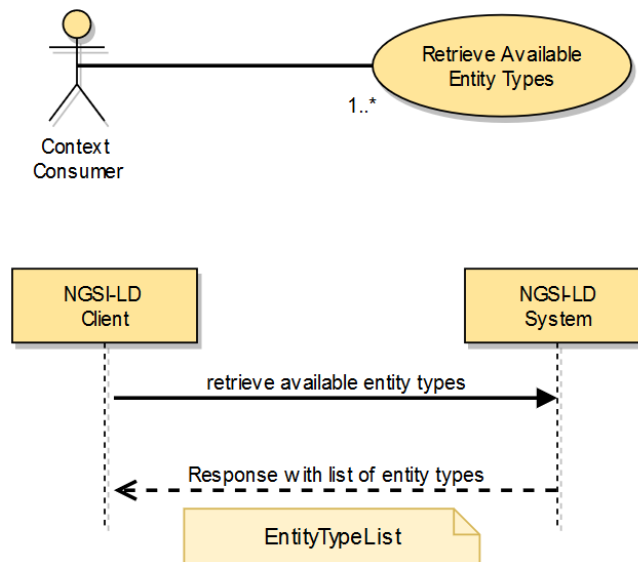 Retrieve Available
Entity Types
1..*
Context
Consumer
NGSI-LD
Client
NGSI-LD
System
retrieve available entity types
Response with list of entity types
EntityTypeList